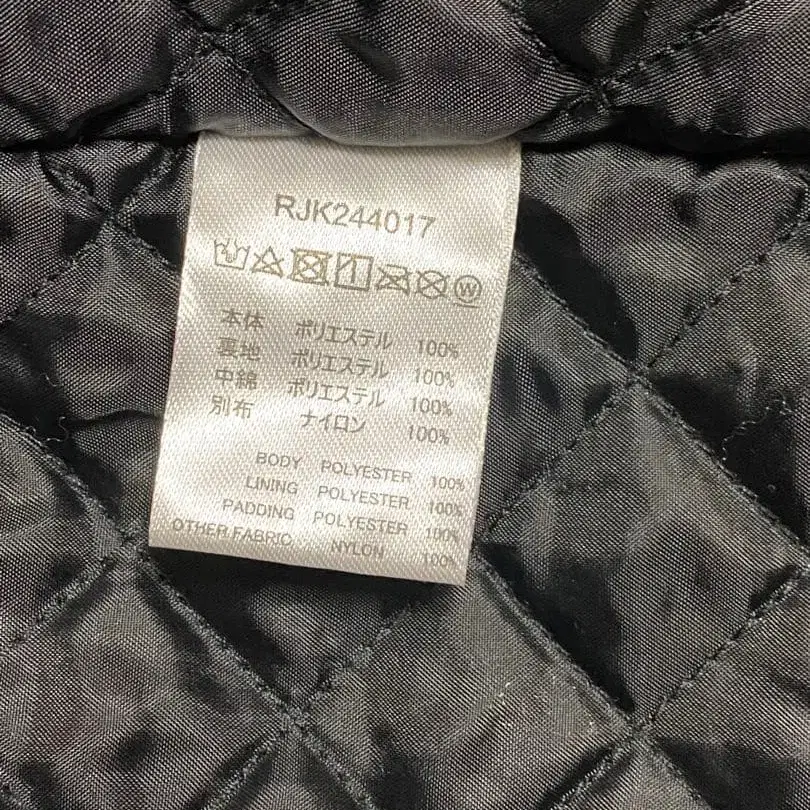 RJK244017
W
本体 ポリエステル 100%
裏地 ポリエステル 100%
中綿 ポリエステル 100%
別布 ナイロン 100%
BODY POLYESTER 100%
LINING POLYESTER 100%
PADDING POLYESTER 100%
OTHER FABRIC NYLON 100%